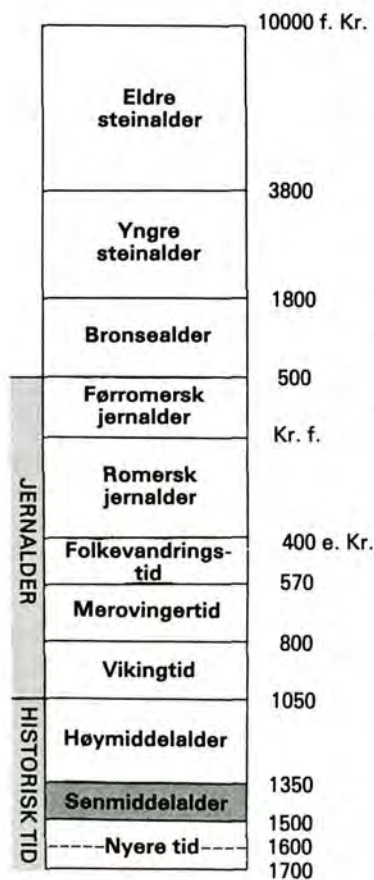 10000 f. Kr.
Eldre
steinalder
3800
Yngre
steinalder
1800
Bronsealder
500
Førromersk
jernalder
Kr. f.
Romersk
jernalder
400 e. Kr.
Folkevandrings-
tid
570
Merovingertid
800
Vikingtid
1050
Høymiddelalder
1350
Senmiddelalder
1500
Nyere tid
1600
1700
JERNALDER
HISTORISK TID